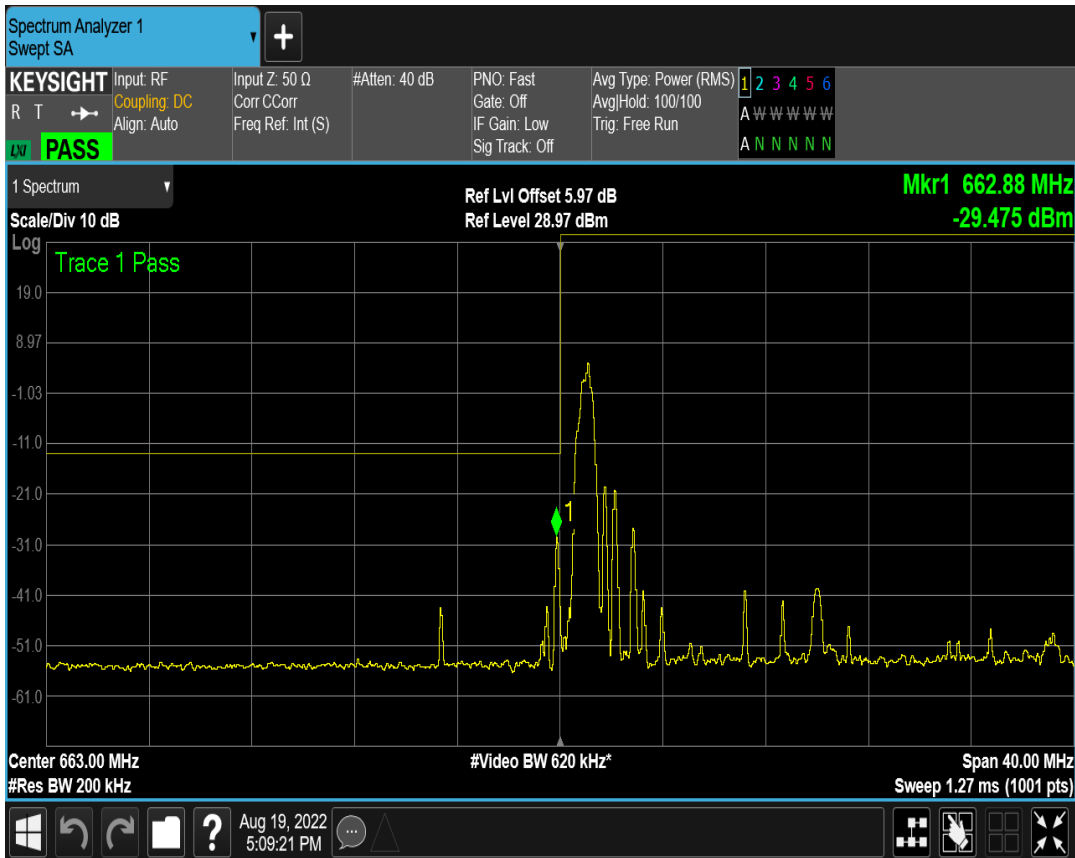 Spectrum Analyzer 1
Swept SA
KEYSIGHT
R T
LXI PASS
Input: RF
Coupling: DC
Align: Auto
Input Z: 50 Ω
Corr CCorr
Freq Ref: Int (S)
#Atten: 40 dB
PNO: Fast
Gate: Off
IF Gain: Low
Sig Track: Off
Avg Type: Power (RMS)
Avg|Hold: 100/100
Trig: Free Run
1 2 3 4 5 6
A W W W W W
A N N N N N
1 Spectrum
Scale/Div 10 dB
Ref Lvl Offset 5.97 dB
Ref Level 28.97 dBm
Mkr1 662.88 MHz
-29.475 dBm
Log
Trace 1 Pass
19.0
8.97
-1.03
-11.0
-21.0
1
-31.0
-41.0
-51.0
-61.0
Center 663.00 MHz
#Res BW 200 kHz
#Video BW 620 kHz*
Span 40.00 MHz
Sweep 1.27 ms (1001 pts)
?
Aug 19, 2022
5:09:21 PM